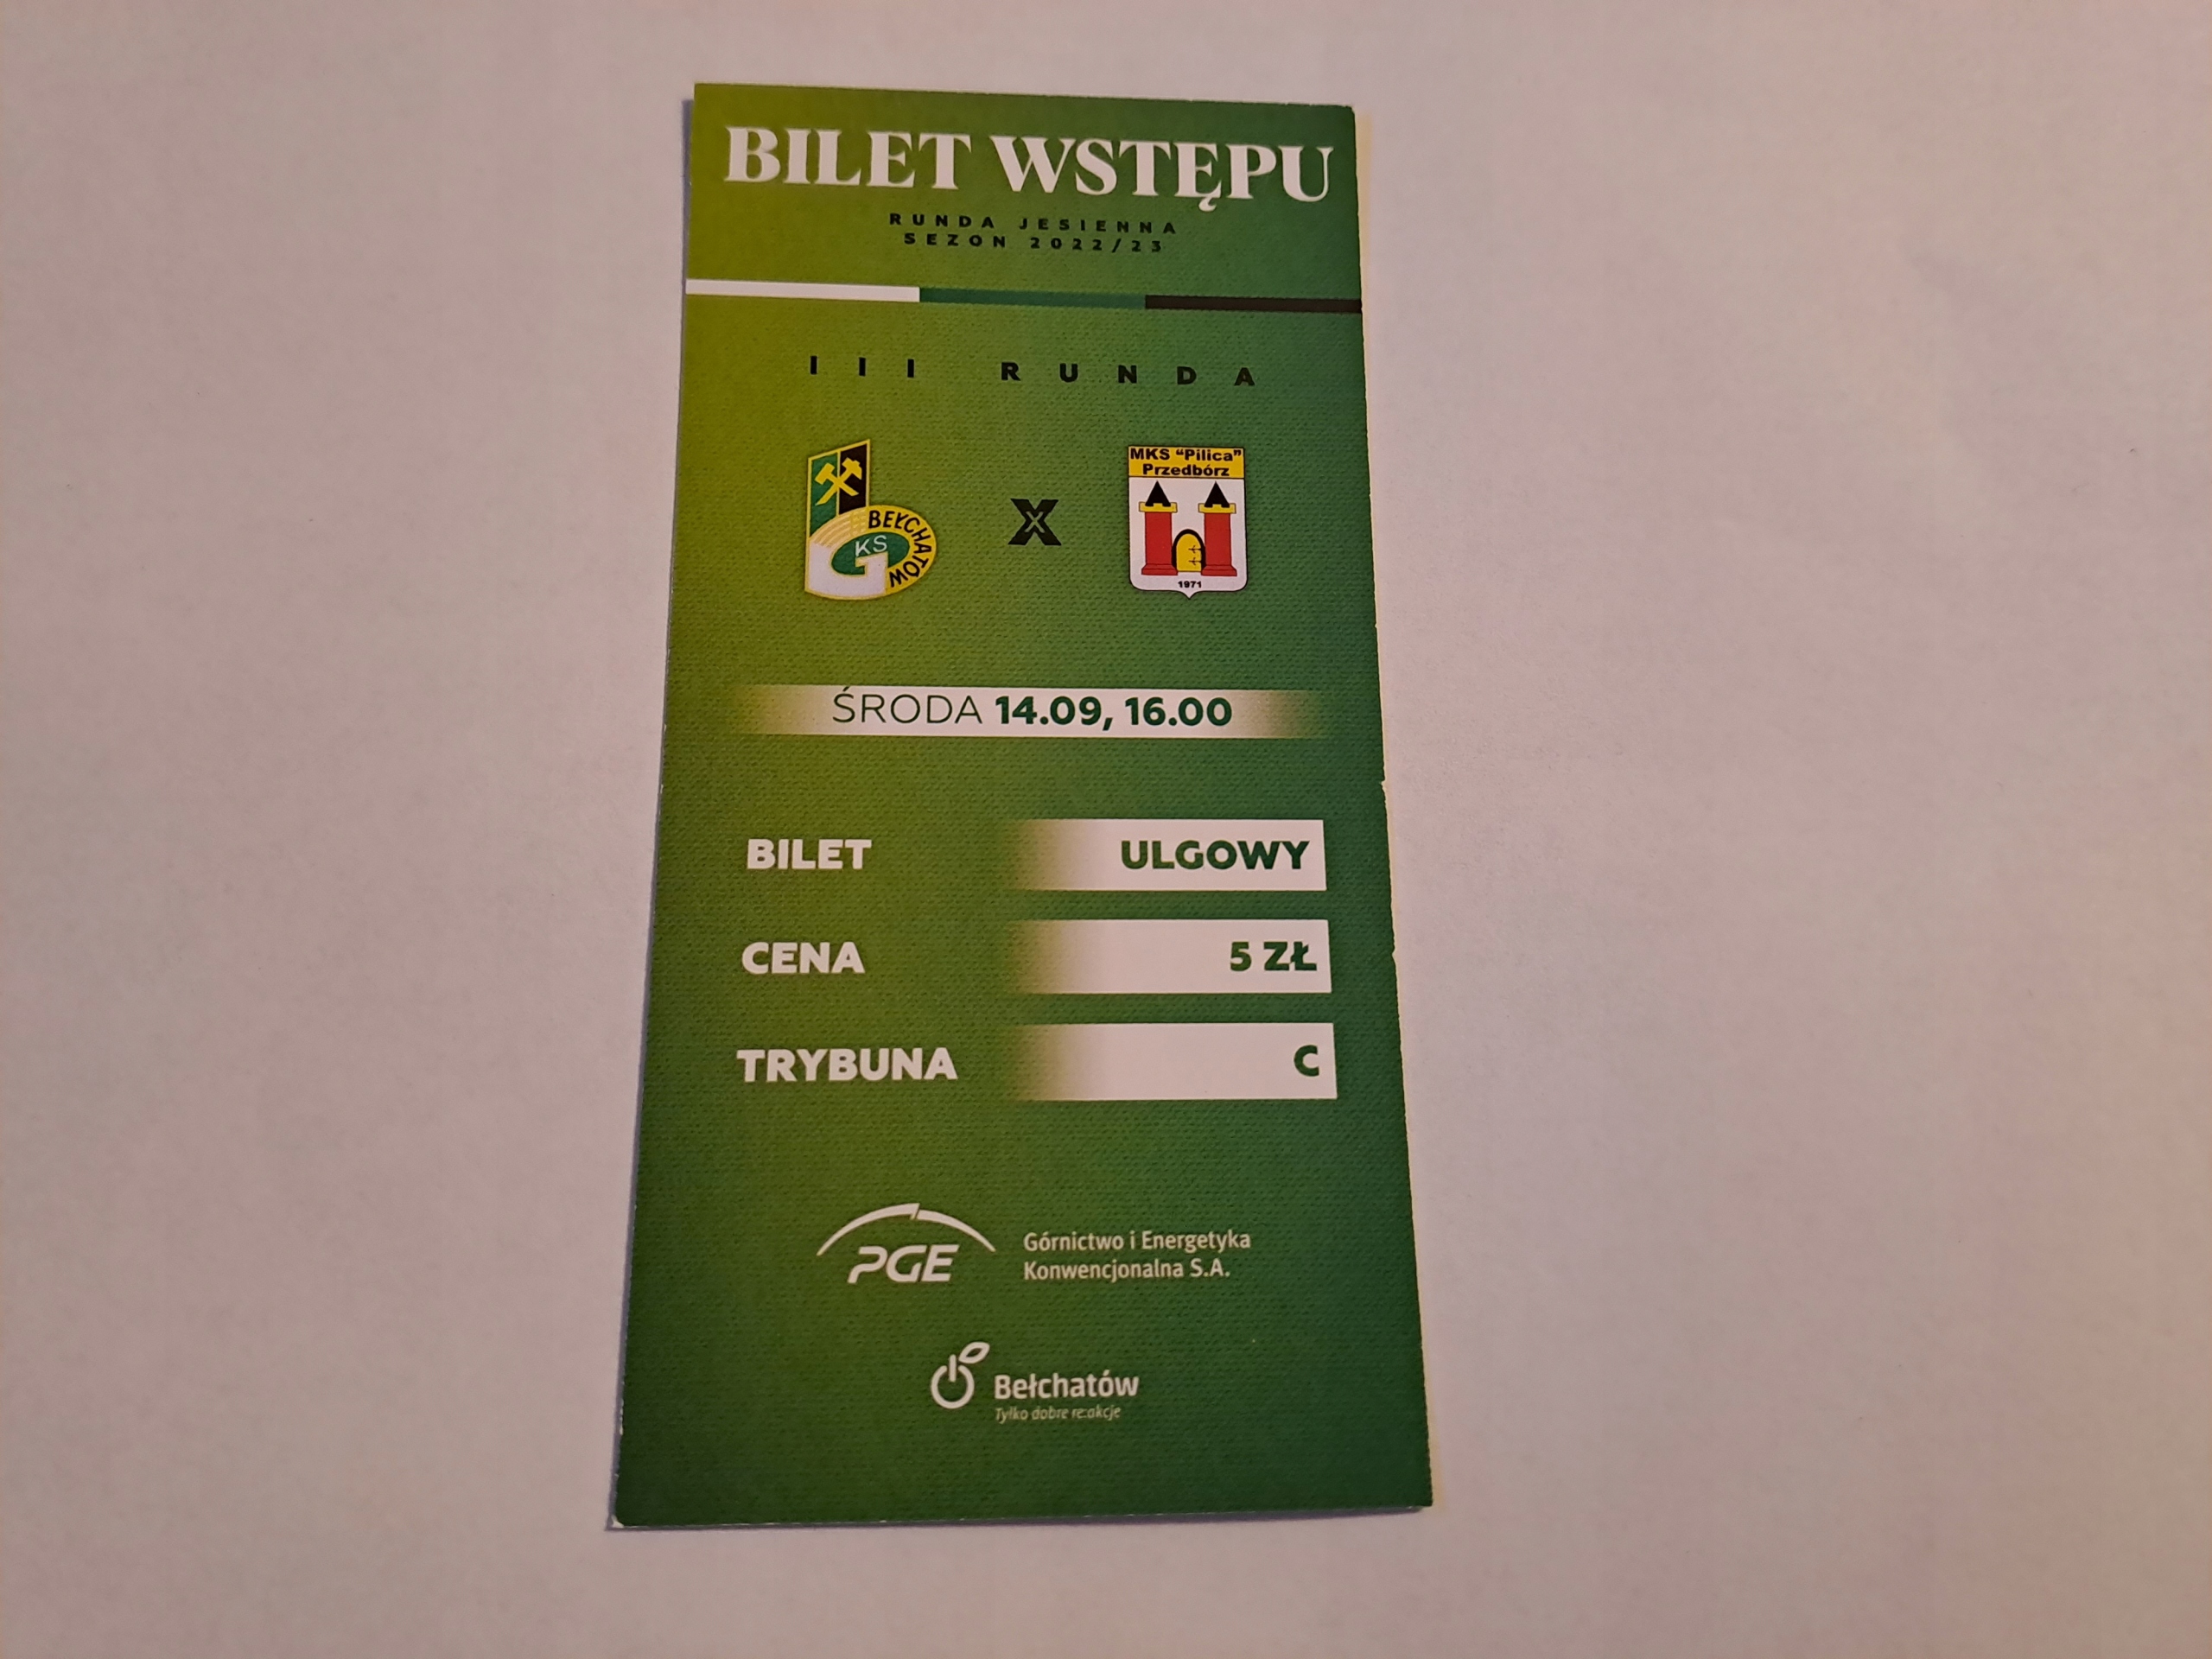 BILET WSTĘPU
RUNDA JESIENNA
SEZON 2022/23
III RUNDA
BEŁCHATÓW
GKS
X
MKS "Pilica"
Przedbórz
1971
ŚRODA 14.09, 16.00
BILET ULGOWY
CENA 5 ZŁ
TRYBUNA C
PGE Górnictwo i Energetyka
Konwencjonalna S.A.
Bełchatów
Tylko dobre re:akcje